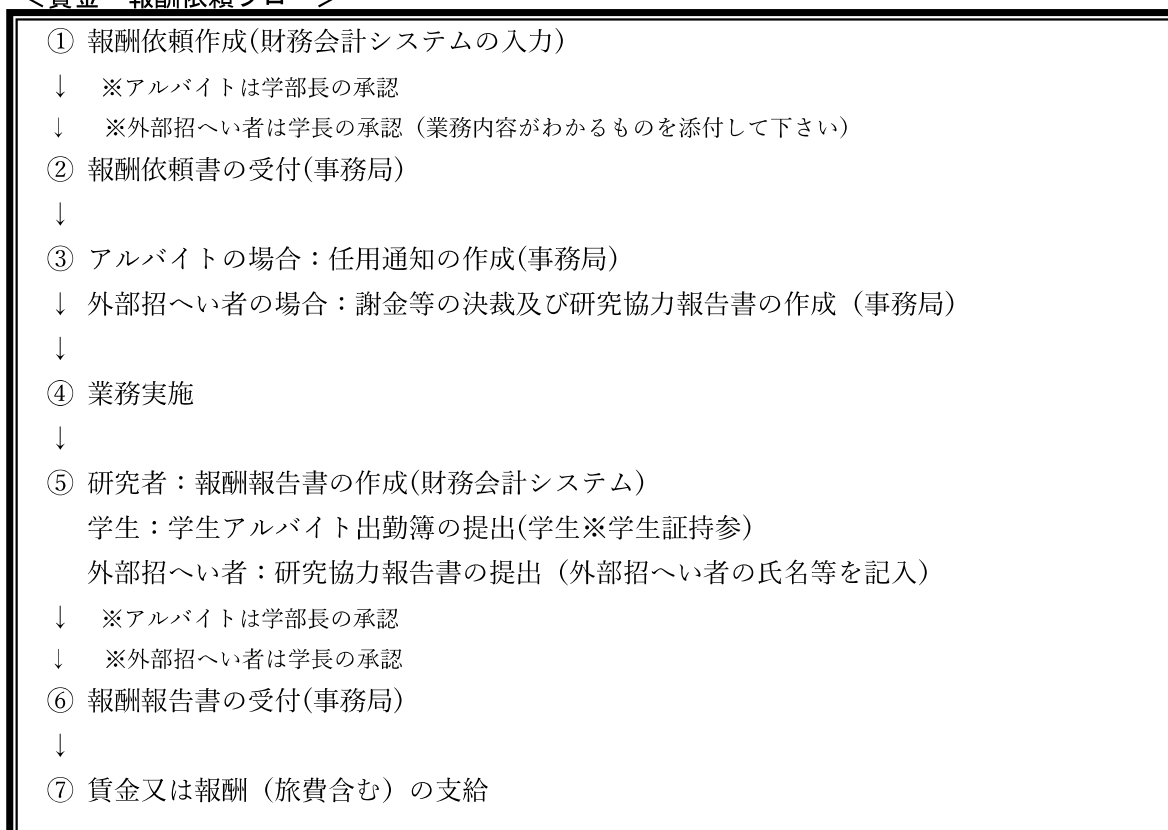 ＜賃金・報酬依頼フロー＞
① 報酬依頼作成(財務会計システムの入力)
↓ ※アルバイトは学部長の承認
↓ ※外部招へい者は学長の承認（業務内容がわかるものを添付して下さい）
② 報酬依頼書の受付(事務局)
↓
③ アルバイトの場合：任用通知の作成(事務局)
↓ 外部招へい者の場合：謝金等の決裁及び研究協力報告書の作成（事務局）
↓
④ 業務実施
↓
⑤ 研究者：報酬報告書の作成(財務会計システム)
学生：学生アルバイト出勤簿の提出(学生※学生証持参)
外部招へい者：研究協力報告書の提出（外部招へい者の氏名等を記入）
↓ ※アルバイトは学部長の承認
↓ ※外部招へい者は学長の承認
⑥ 報酬報告書の受付(事務局)
↓
⑦ 賃金又は報酬（旅費含む）の支給